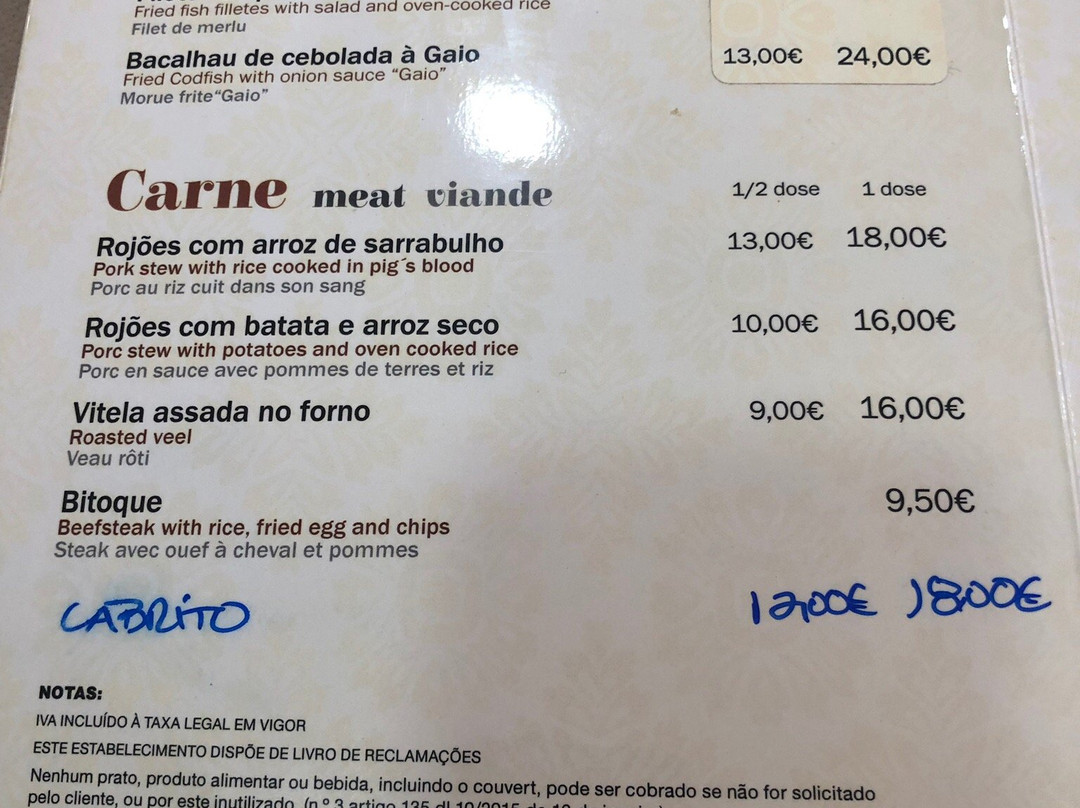 Fried fish filletes with salad and oven-cooked rice
Filet de merlu
Bacalhau de cebolada à Gaio 13,00€ 24,00€
Fried Codfish with onion sauce “Gaio”
Morue frite“Gaio”
Carne meat viande 1/2 dose 1 dose
Rojões com arroz de sarrabulho 13,00€ 18,00€
Pork stew with rice cooked in pig´s blood
Porc au riz cuit dans son sang
Rojões com batata e arroz seco 10,00€ 16,00€
Porc stew with potatoes and oven cooked rice
Porc en sauce avec pommes de terres et riz
Vitela assada no forno 9,00€ 16,00€
Roasted veel
Veau rôti
Bitoque 9,50€
Beefsteak with rice, fried egg and chips
Steak avec ouef à cheval et pommes
CABRITO 12,00€ 18,00€
NOTAS:
IVA INCLUÍDO À TAXA LEGAL EM VIGOR
ESTE ESTABELECIMENTO DISPÕE DE LIVRO DE RECLAMAÇÕES
Nenhum prato, produto alimentar ou bebida, incluindo o couvert, pode ser cobrado se não for solicitado
pelo cliente, ou por este inutilizado. (n.º 3 artigo 135 dl 10/2015 de